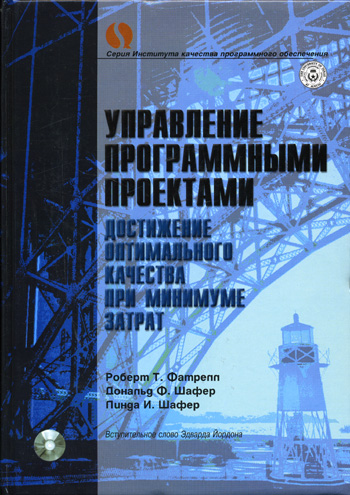 Серия Института качества программного обеспечения
УПРАВЛЕНИЕ
ПРОГРАММНЫМИ
ПРОЕКТАМИ
ДОСТИЖЕНИЕ
ОПТИМАЛЬНОГО
КАЧЕСТВА
ПРИ МИНИМУМЕ
ЗАТРАТ
Роберт Т. Фатрепп
Дональд Ф. Шафер
Линда И. Шафер
Вступительное слово Эдварда Йордона